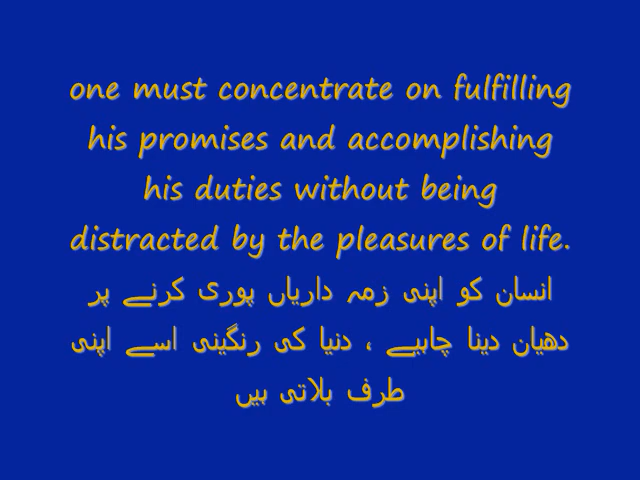 one must concentrate on fulfilling
his promises and accomplishing
his duties without being
distracted by the pleasures of life.
انسان کو اپنی زمہ داریاں پوری کرنے پر
دھیان دینا چاہیے ، دنیا کی رنگینی اسے اپنی
طرف بلاتی ہیں